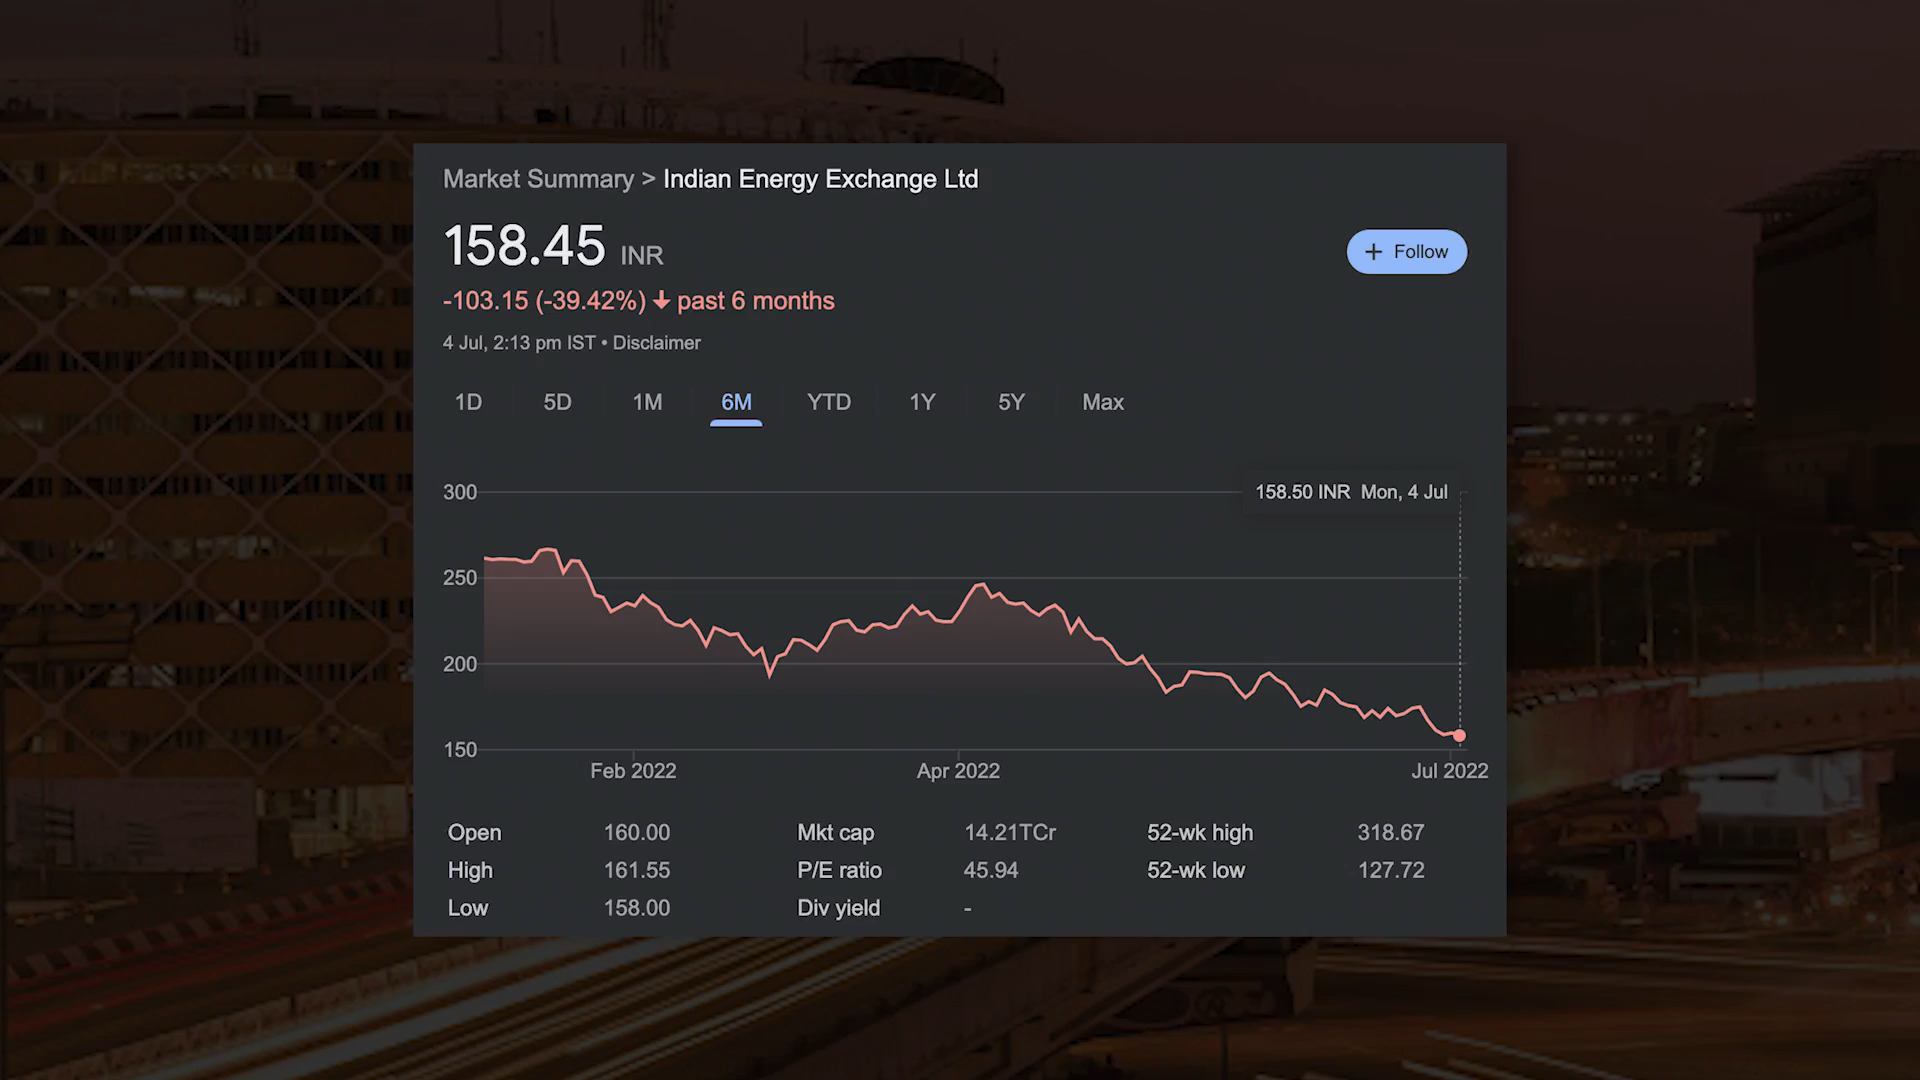 Market Summary > Indian Energy Exchange Ltd
158.45 INR
+ Follow
-103.15 (-39.42%) ↓ past 6 months
4 Jul, 2:13 pm IST • Disclaimer
1D 5D 1M 6M YTD 1Y 5Y Max
300
158.50 INR Mon, 4 Jul
250
200
150
Feb 2022 Apr 2022 Jul 2022
Open 160.00 Mkt cap 14.21TCr 52-wk high 318.67
High 161.55 P/E ratio 45.94 52-wk low 127.72
Low 158.00 Div yield -